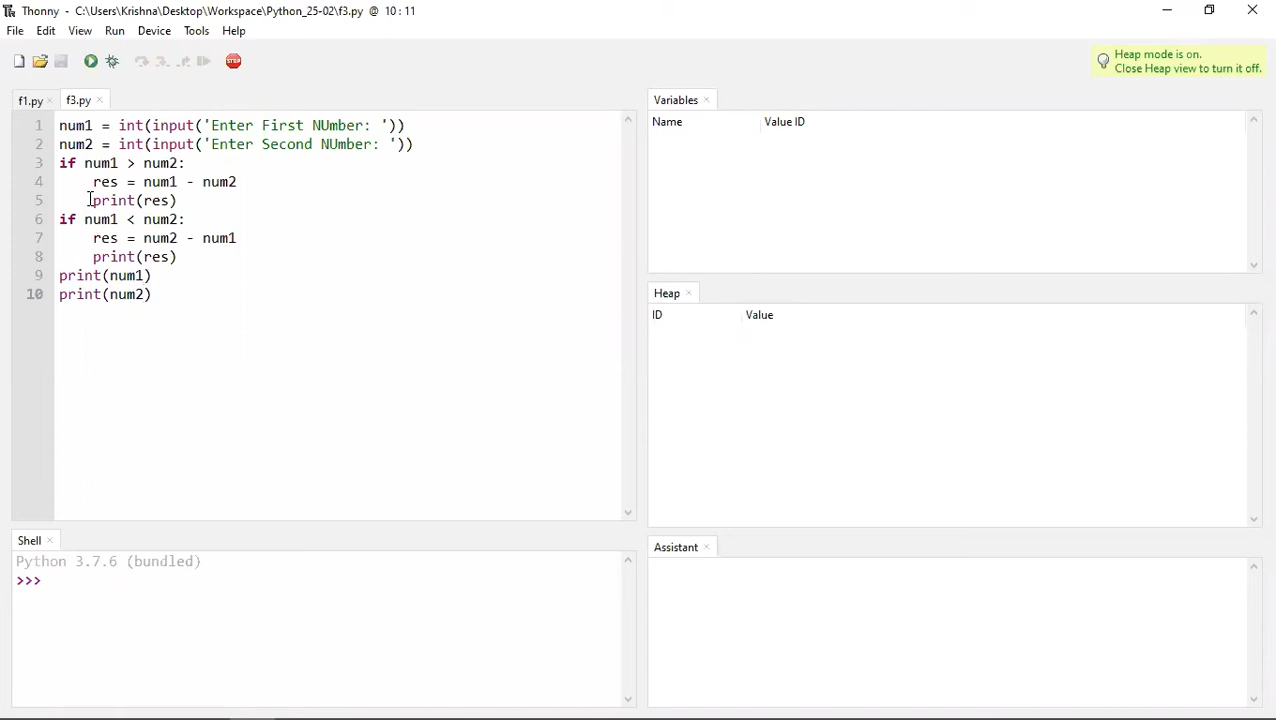 Thonny - C:\Users\Krishna\Desktop\Workspace\Python_25-02\f3.py @ 10 : 11
File Edit View Run Device Tools Help
STOP
Heap mode is on.
Close Heap view to turn it off.
f1.py × f3.py ×
1 num1 = int(input('Enter First NUmber: '))
2 num2 = int(input('Enter Second NUmber: '))
3 if num1 > num2:
4     res = num1 - num2
5     print(res)
6 if num1 < num2:
7     res = num2 - num1
8     print(res)
9 print(num1)
10 print(num2)
Variables ×
Name Value ID
Heap ×
ID Value
Shell ×
Python 3.7.6 (bundled)
>>>
Assistant ×